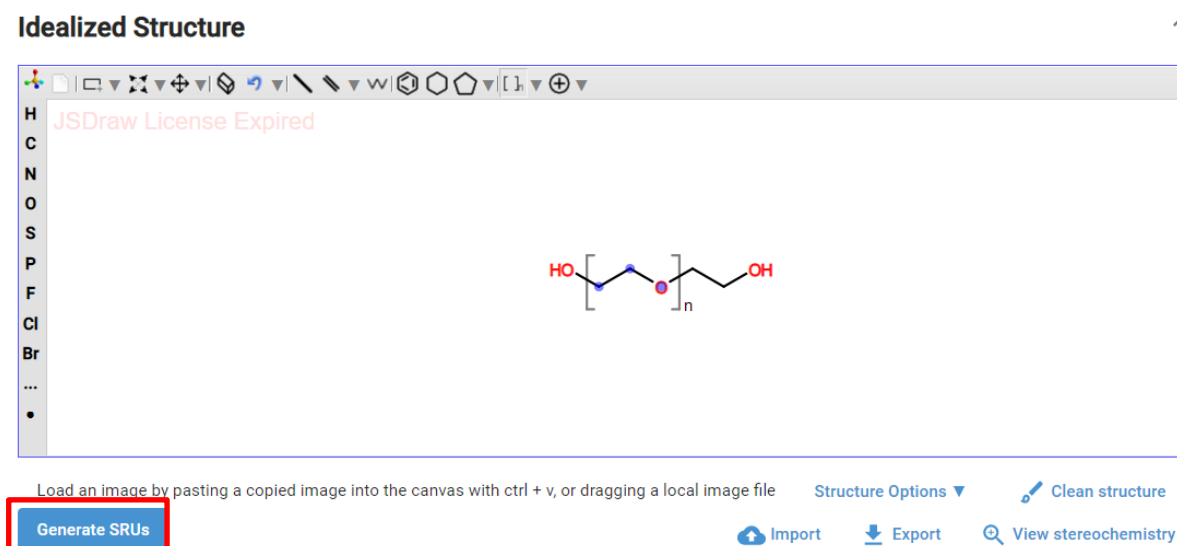 Idealized Structure
[ ]n
H
JSDraw License Expired
C
N
O
S
P
F
Cl
Br
...
HO
O
OH
n
Load an image by pasting a copied image into the canvas with ctrl + v, or dragging a local image file
Structure Options ▼
Clean structure
Generate SRUs
Import
Export
View stereochemistry